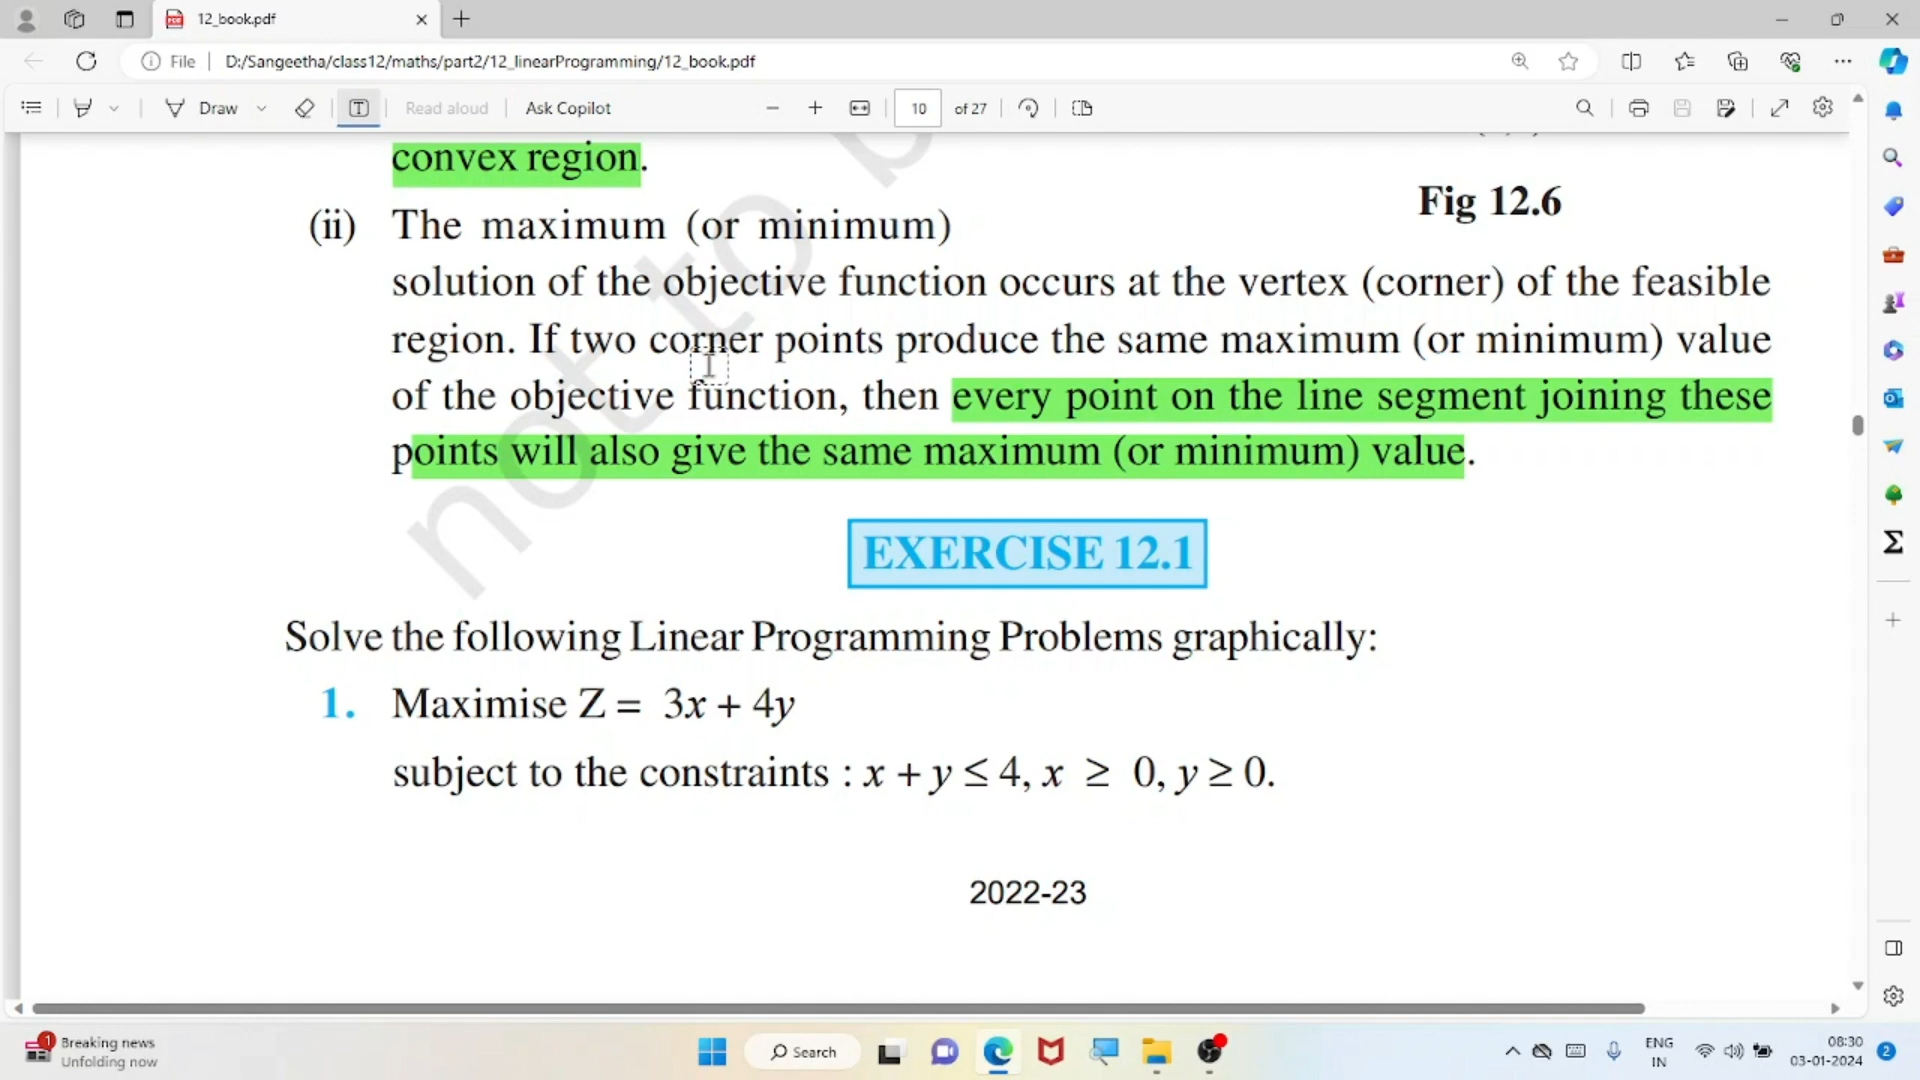 12_book.pdf
File
D:/Sangeetha/class12/maths/part2/12_linearProgramming/12_book.pdf
Draw
Read aloud
Ask Copilot
10 of 27
convex region.
Fig 12.6
(ii) The maximum (or minimum)
solution of the objective function occurs at the vertex (corner) of the feasible
region. If two corner points produce the same maximum (or minimum) value
of the objective function, then every point on the line segment joining these
points will also give the same maximum (or minimum) value.
not to b
EXERCISE 12.1
Solve the following Linear Programming Problems graphically:
1. Maximise Z = 3x + 4y
subject to the constraints : x + y ≤ 4, x ≥ 0, y ≥ 0.
2022-23
1
Breaking news
Unfolding now
Search
ENG
IN
08:30
03-01-2024
2